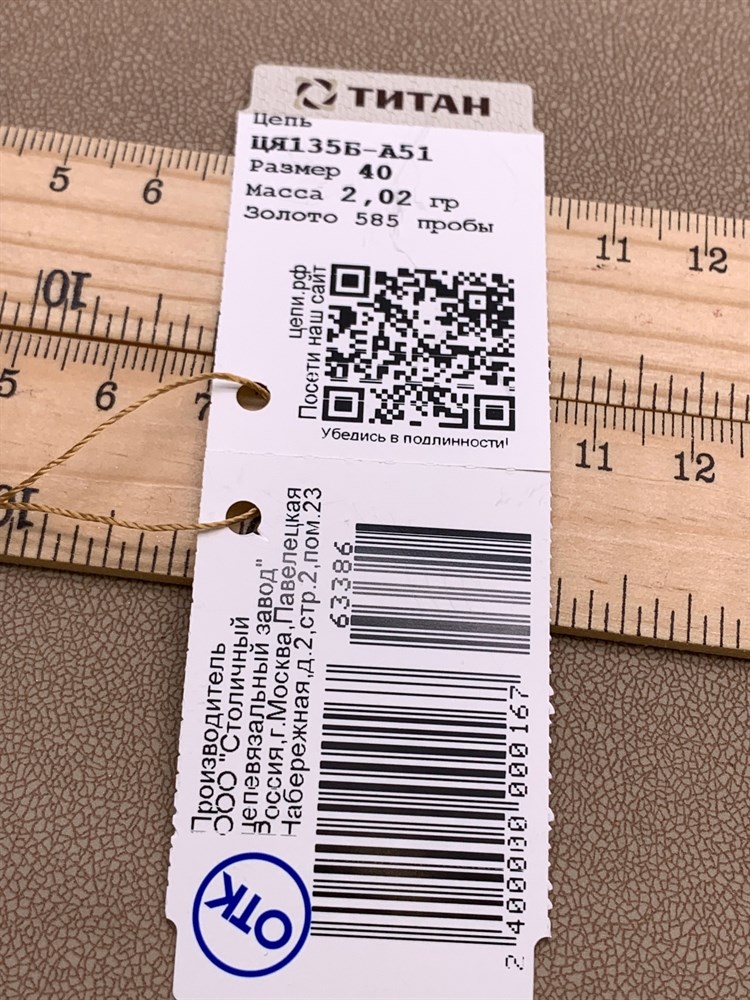 ТИТАН
Цепь
ЦЯ135Б-А51
Размер 40
Масса 2,02 гр
Золото 585 пробы
цепи.рф
Посети наш сайт
Убедись в подлинности!
Производитель
ООО "Столичный
цепевязальный завод"
Россия,г.Москва,Павелецкая
Набережная,д.2,стр.2,пом.23
63386
2 400000 000167
ОТК
5 6 11 12
10
5 6 7 11 12
10